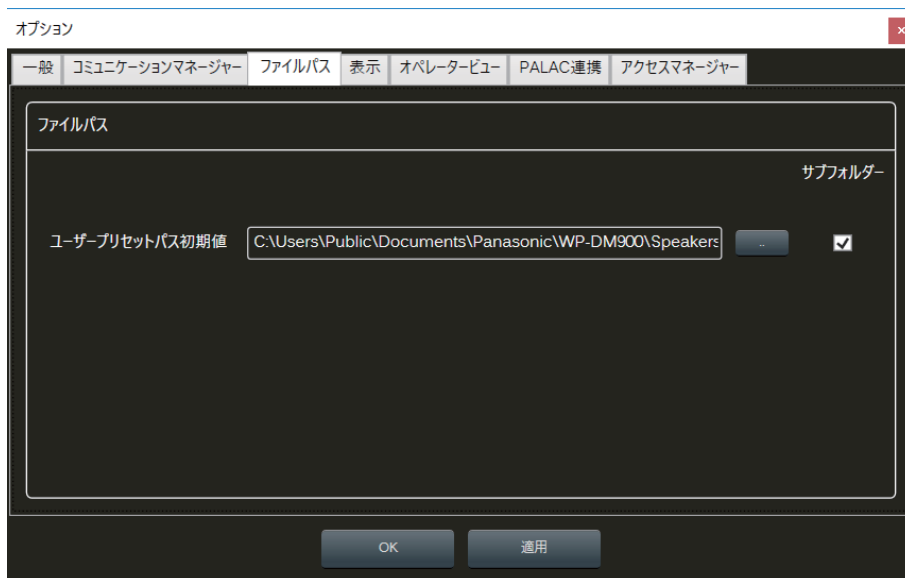 オプション
×
一般 コミュニケーションマネージャー ファイルパス 表示 オペレータービュー PALAC連携 アクセスマネージャー
ファイルパス
サブフォルダー
ユーザープリセットパス初期値 C:\Users\Public\Documents\Panasonic\WP-DM900\Speakers ..
OK 適用